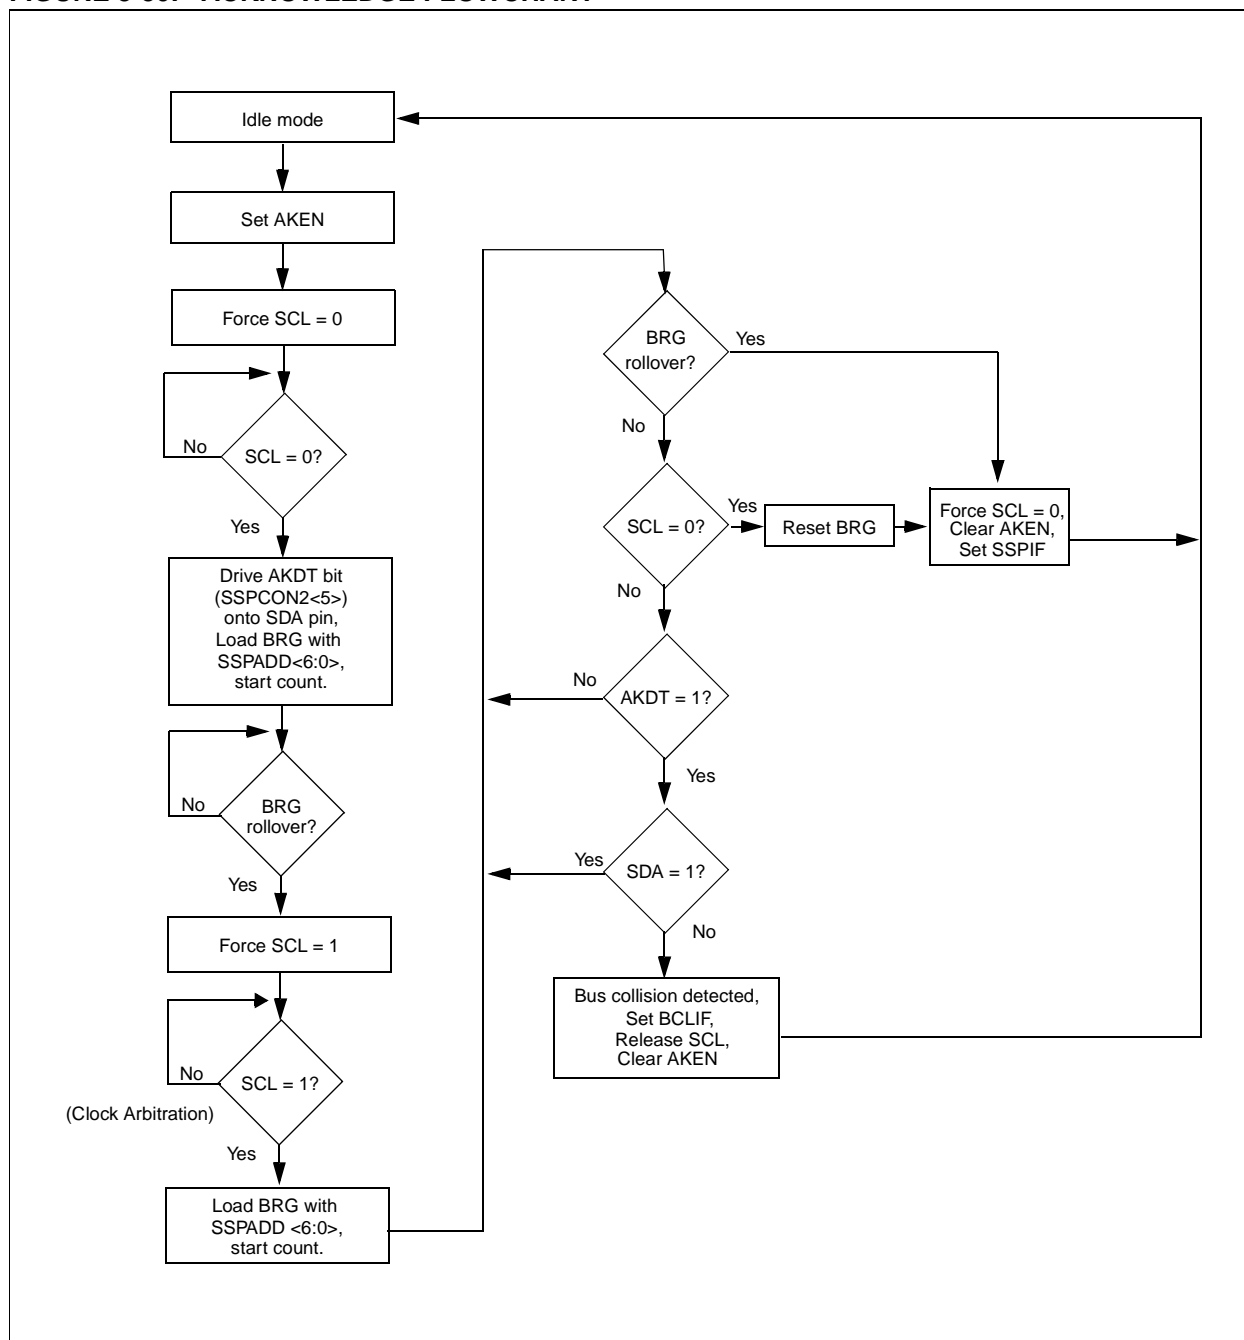 Idle mode
Set AKEN
Force SCL = 0
No
SCL = 0?
Yes
Drive AKDT bit
(SSPCON2<5>)
onto SDA pin,
Load BRG with
SSPADD<6:0>,
start count.
No
BRG
rollover?
Yes
Force SCL = 1
No
SCL = 1?
(Clock Arbitration)
Yes
Load BRG with
SSPADD <6:0>,
start count.
BRG
rollover?
Yes
No
SCL = 0?
Yes
Reset BRG
Force SCL = 0,
Clear AKEN,
Set SSPIF
No
No
AKDT = 1?
Yes
Yes
SDA = 1?
No
Bus collision detected,
Set BCLIF,
Release SCL,
Clear AKEN